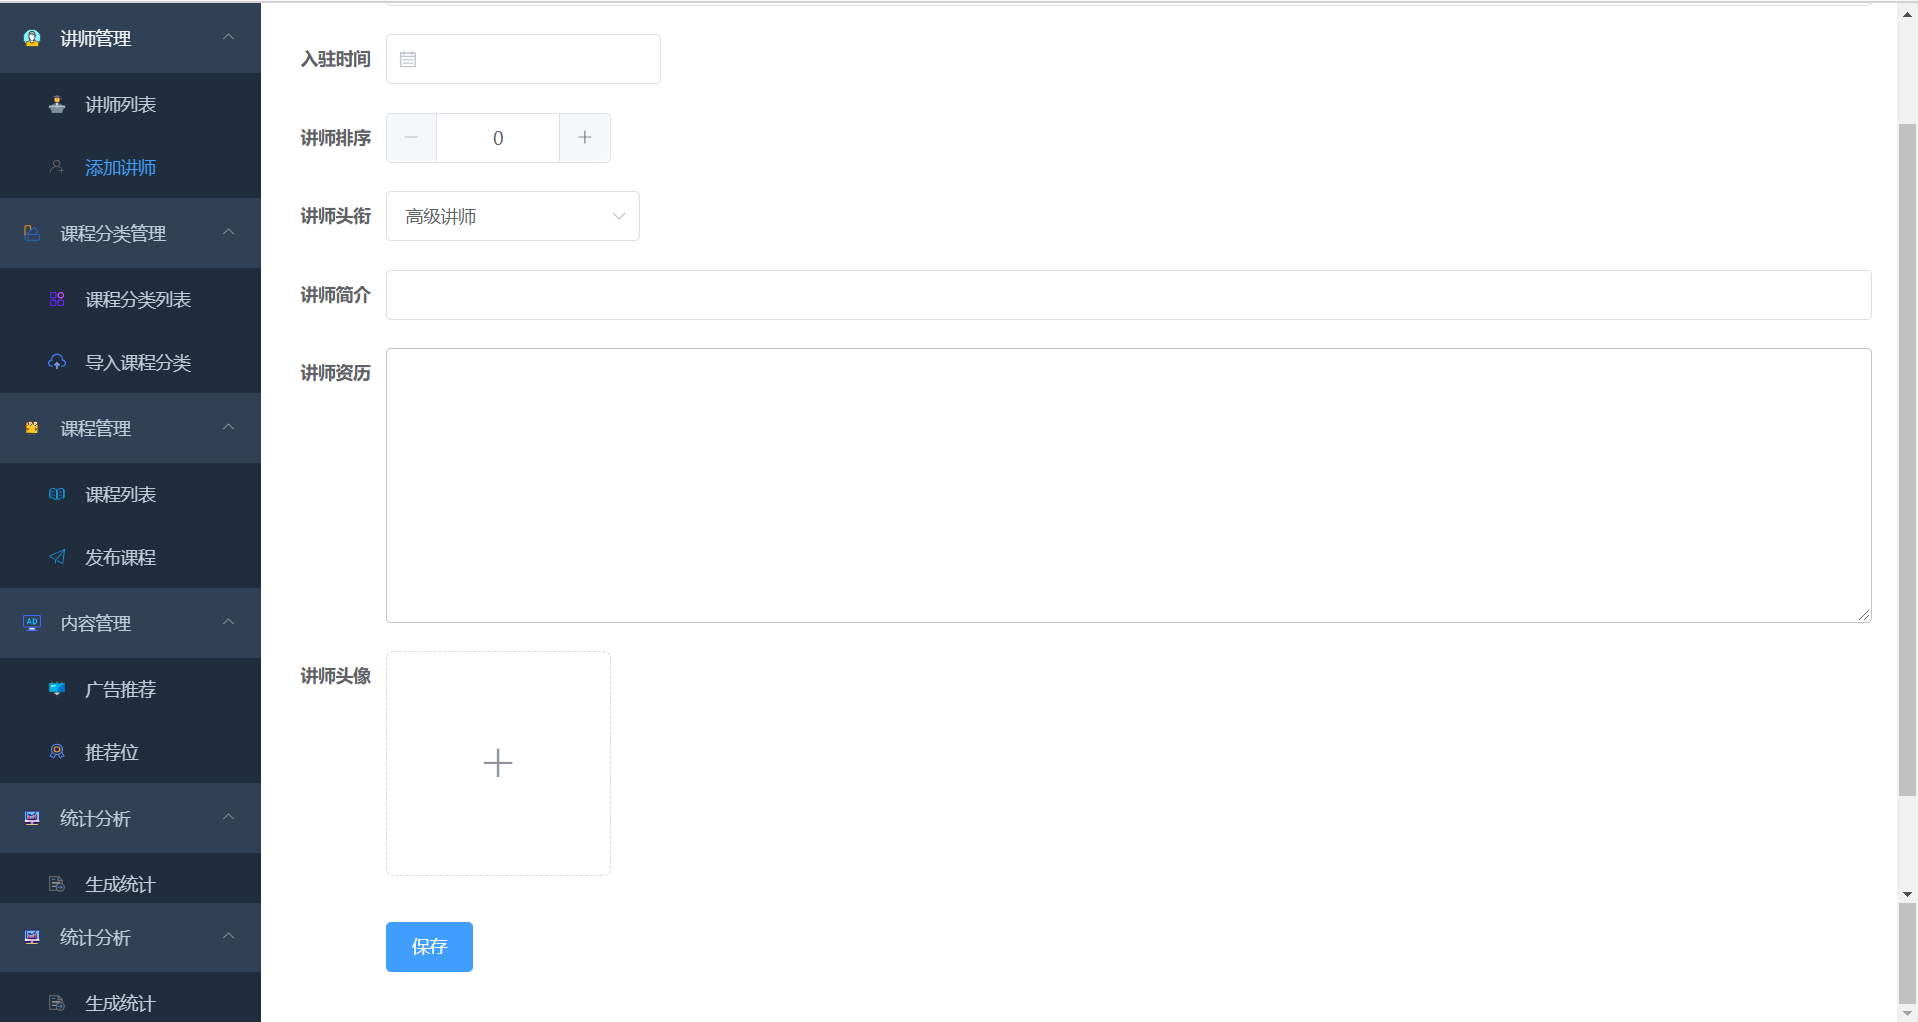 讲师管理
讲师列表
添加讲师
课程分类管理
课程分类列表
导入课程分类
课程管理
课程列表
发布课程
AD
内容管理
广告推荐
推荐位
统计分析
生成统计
统计分析
生成统计
入驻时间
讲师排序
0
讲师头衔
高级讲师
讲师简介
讲师资历
讲师头像
保存